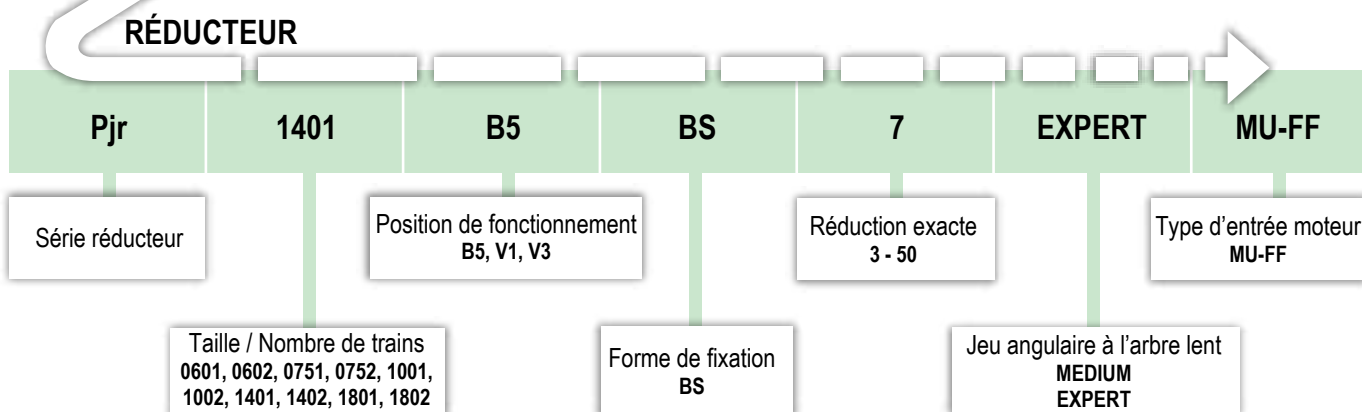 RÉDUCTEUR
Pjr 1401 B5 BS 7 EXPERT MU-FF
Série réducteur
Position de fonctionnement
B5, V1, V3
Réduction exacte
3 - 50
Type d’entrée moteur
MU-FF
Taille / Nombre de trains
0601, 0602, 0751, 0752, 1001,
1002, 1401, 1402, 1801, 1802
Forme de fixation
BS
Jeu angulaire à l’arbre lent
MEDIUM
EXPERT